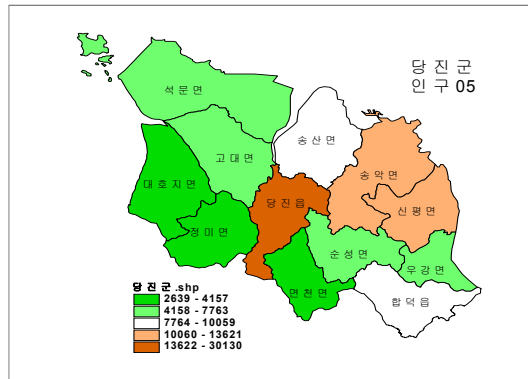 당 진 군
인 구 05
석 문 면
송 산 면
고 대 면
송 악 면
대 호 지 면
당 진 읍
신 평 면
정 미 면
순 성 면
우 강 면
면 천 면
합 덕 읍
당 진 군 .shp
2639 - 4157
4158 - 7763
7764 - 10059
10060 - 13621
13622 - 30130